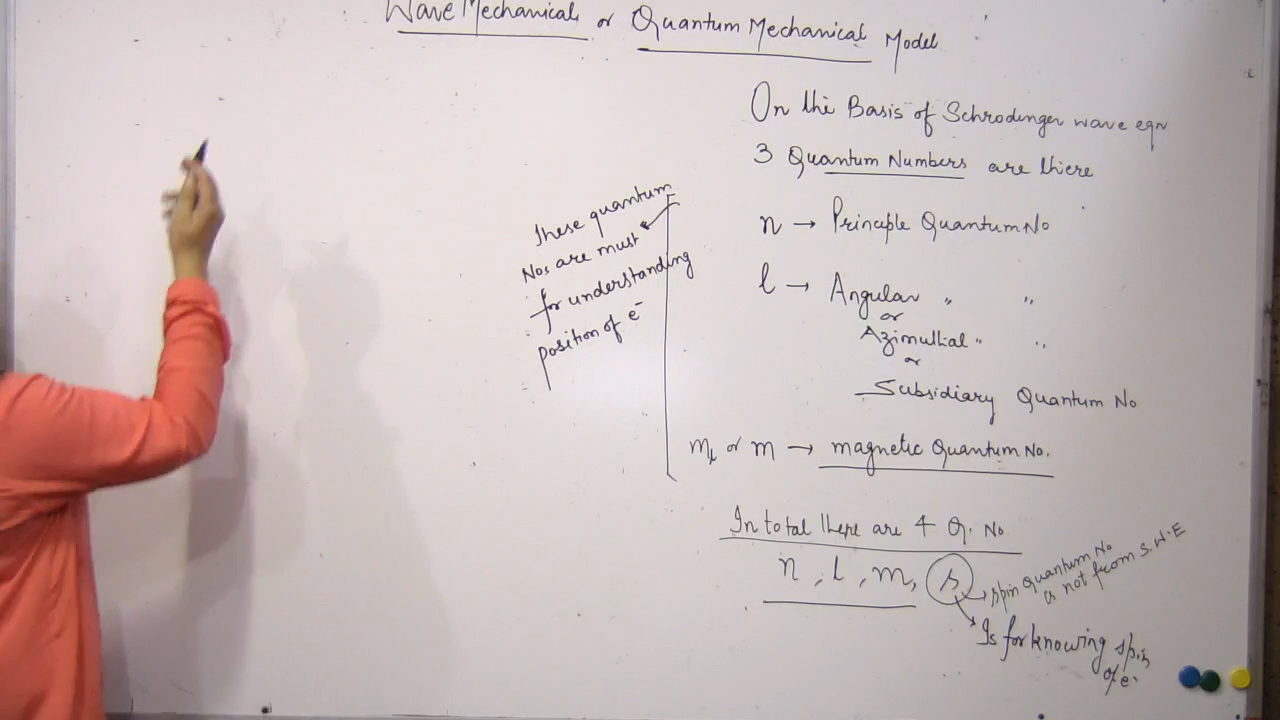 Wave Mechanical or Quantum Mechanical Model
On the Basis of Schrodinger wave eqn
3 Quantum Numbers are there
n → Principle Quantum No
l → Angular " "
or
Azimuthal " "
or
Subsidiary Quantum No
mₗ or m → magnetic Quantum No.
These quantum
Nos are must
for understanding
position of e⁻
In total there are 4 Q. No
n, l, m, s
spin quantum No
is not from S.W.E
Is for knowing spin
of e⁻